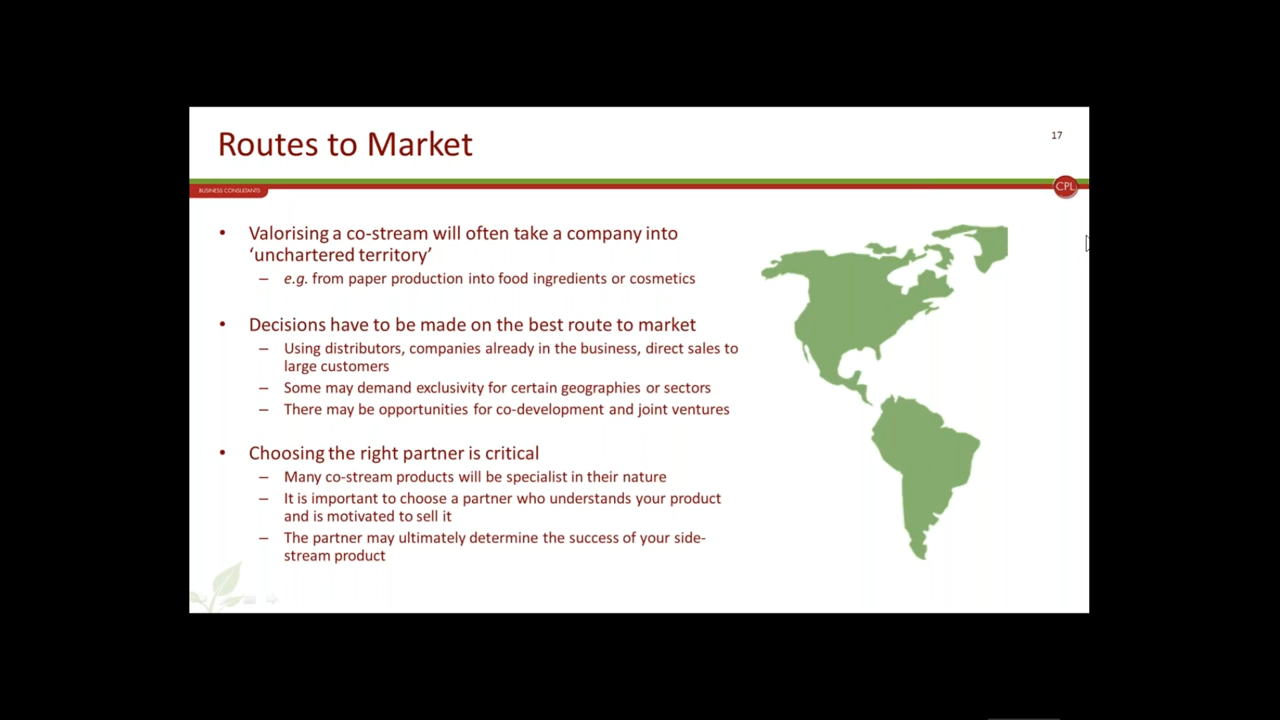 Routes to Market
17
BUSINESS CONSULTANTS
CPL
• Valorising a co-stream will often take a company into
‘unchartered territory’
– e.g. from paper production into food ingredients or cosmetics
• Decisions have to be made on the best route to market
– Using distributors, companies already in the business, direct sales to
large customers
– Some may demand exclusivity for certain geographies or sectors
– There may be opportunities for co-development and joint ventures
• Choosing the right partner is critical
– Many co-stream products will be specialist in their nature
– It is important to choose a partner who understands your product
and is motivated to sell it
– The partner may ultimately determine the success of your side-
stream product